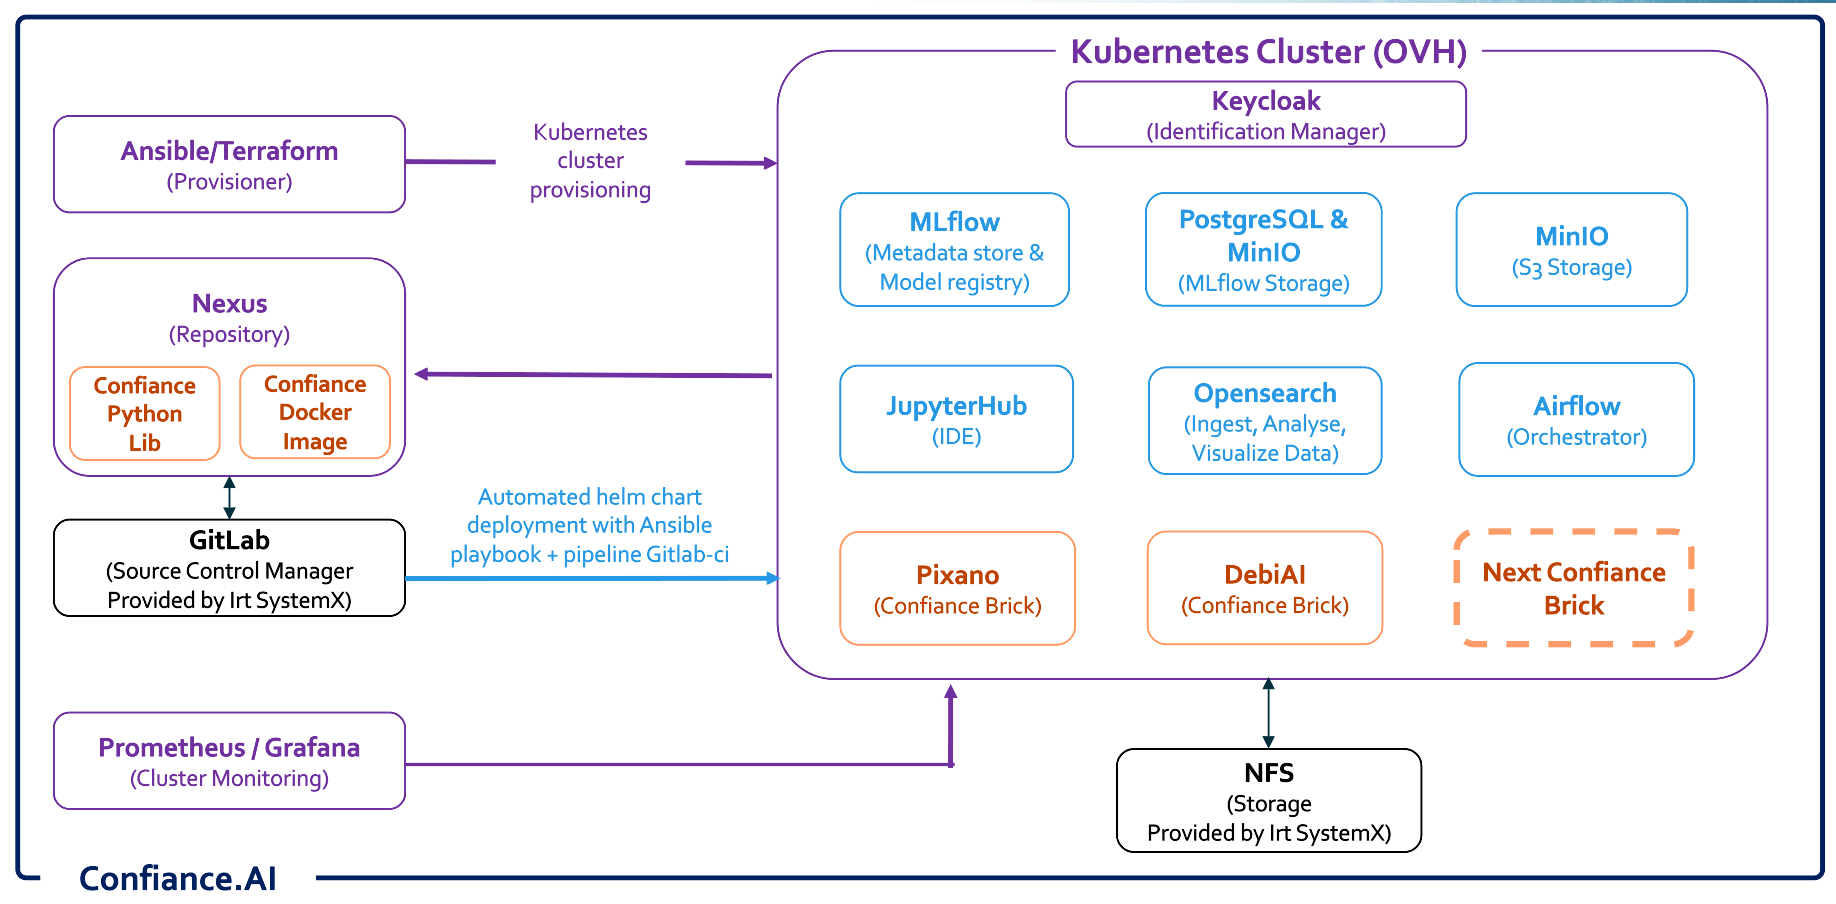 Kubernetes Cluster (OVH)
Keycloak
(Identification Manager)
Ansible/Terraform
(Provisioner)
Kubernetes
cluster
provisioning
MLflow
(Metadata store &
Model registry)
PostgreSQL &
MinIO
(MLflow Storage)
MinIO
(S3 Storage)
Nexus
(Repository)
Confiance
Python
Lib
Confiance
Docker
Image
JupyterHub
(IDE)
Opensearch
(Ingest, Analyse,
Visualize Data)
Airflow
(Orchestrator)
Automated helm chart
deployment with Ansible
playbook + pipeline Gitlab-ci
GitLab
(Source Control Manager
Provided by Irt SystemX)
Pixano
(Confiance Brick)
DebiAI
(Confiance Brick)
Next Confiance
Brick
Prometheus / Grafana
(Cluster Monitoring)
NFS
(Storage
Provided by Irt SystemX)
Confiance.AI